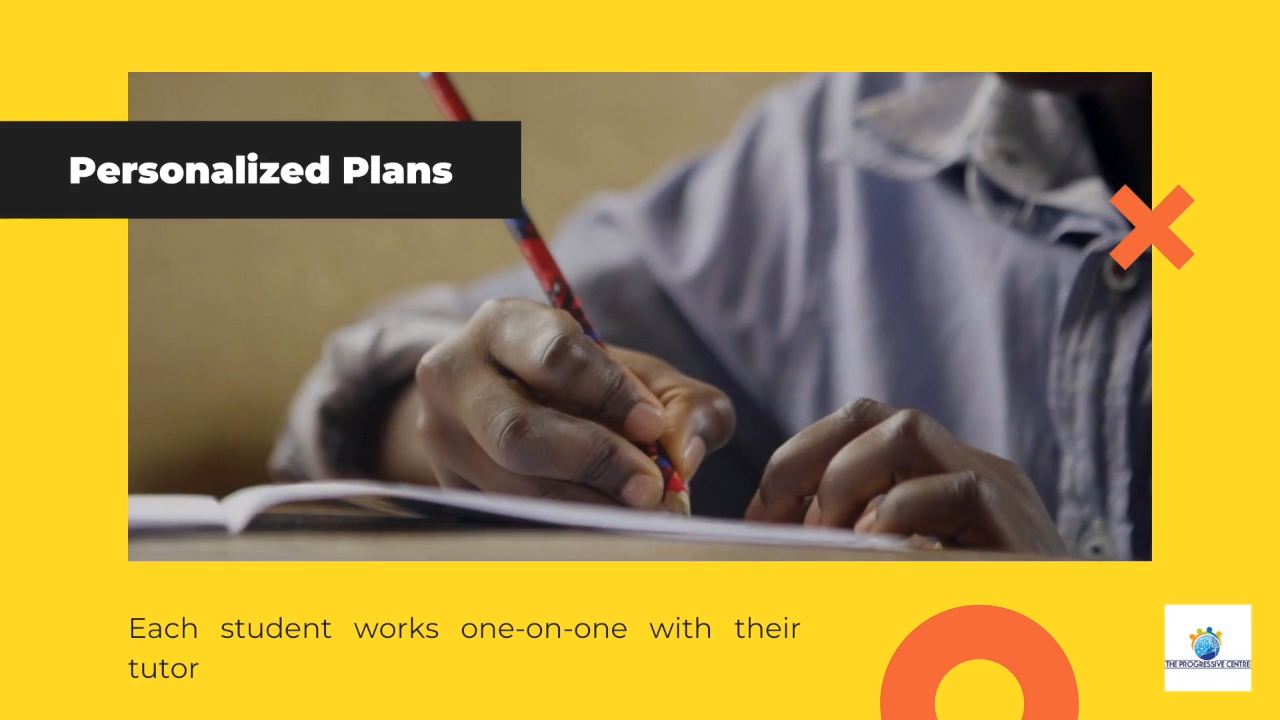 Personalized Plans
Each student works one-on-one with their
tutor
THE PROGRESSIVE CENTRE